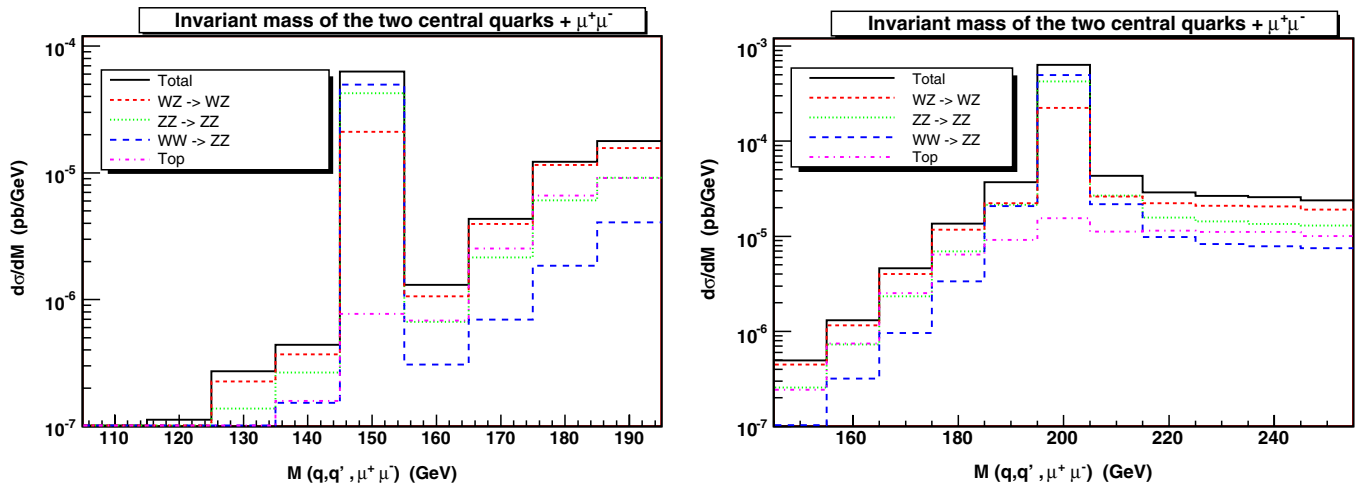 Invariant mass of the two central quarks + μ⁺μ⁻
dσ/dM (pb/GeV)
10⁻⁴
10⁻⁵
10⁻⁶
10⁻⁷
Total
WZ -> WZ
ZZ -> ZZ
WW -> ZZ
Top
110 120 130 140 150 160 170 180 190
M (q,q' , μ⁺ μ⁻) (GeV)
Invariant mass of the two central quarks + μ⁺μ⁻
dσ/dM (pb/GeV)
10⁻³
10⁻⁴
10⁻⁵
10⁻⁶
10⁻⁷
Total
WZ -> WZ
ZZ -> ZZ
WW -> ZZ
Top
160 180 200 220 240
M (q,q' , μ⁺ μ⁻) (GeV)